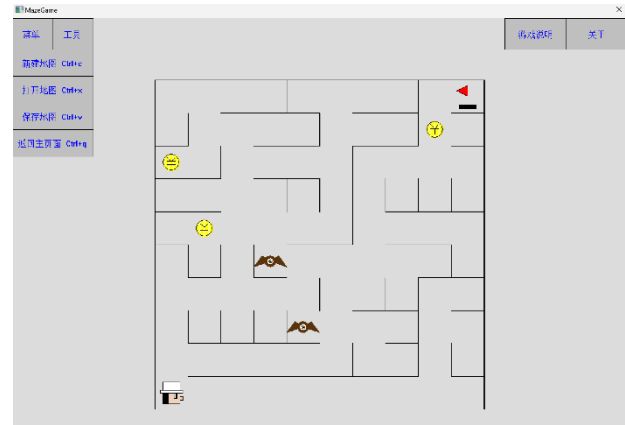 MazeGame
菜单 工具 游戏说明 关于
新建地图 Ctrl+c
打开地图 Ctrl+x
保存地图 Ctrl+v
返回主页面 Ctrl+q